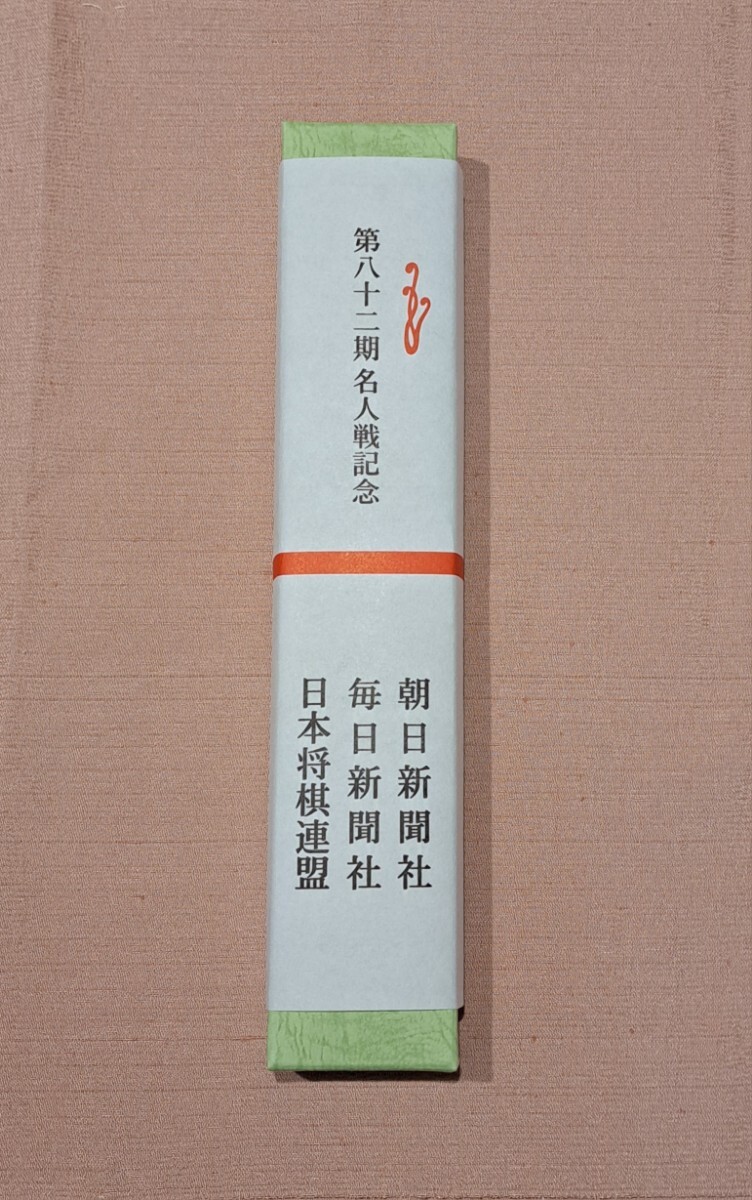 第八十二期名人戦記念
朝日新聞社
毎日新聞社
日本将棋連盟